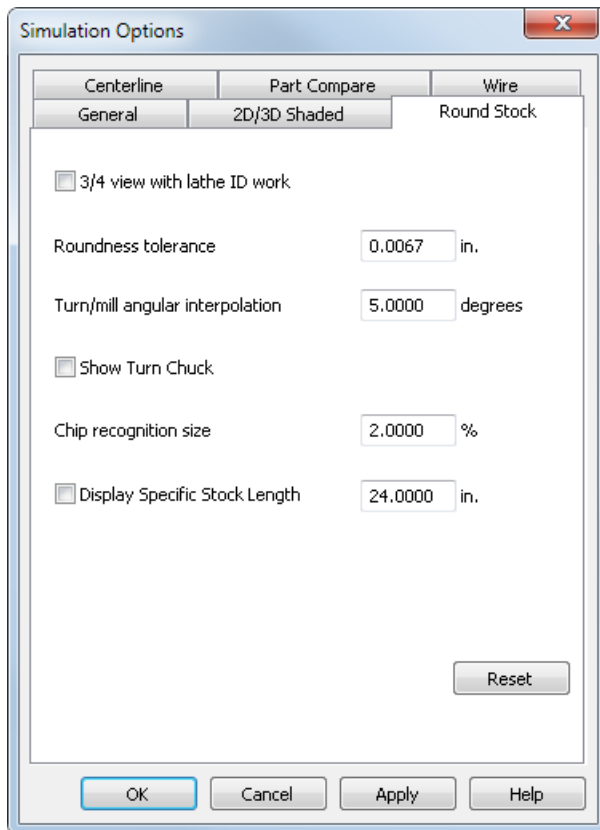 Simulation Options
Centerline Part Compare Wire
General 2D/3D Shaded Round Stock
3/4 view with lathe ID work
Roundness tolerance 0.0067 in.
Turn/mill angular interpolation 5.0000 degrees
Show Turn Chuck
Chip recognition size 2.0000 %
Display Specific Stock Length 24.0000 in.
Reset
OK Cancel Apply Help